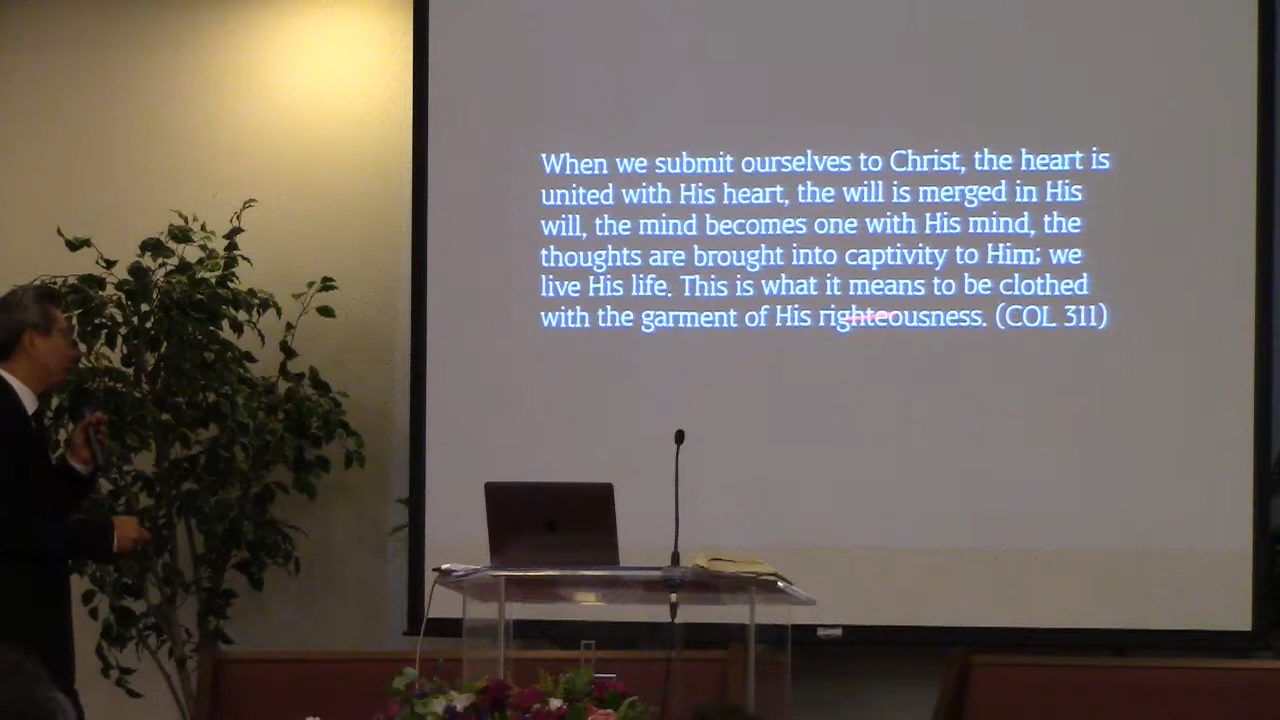 When we submit ourselves to Christ, the heart is
united with His heart, the will is merged in His
will, the mind becomes one with His mind, the
thoughts are brought into captivity to Him; we
live His life. This is what it means to be clothed
with the garment of His righteousness. (COL 311)